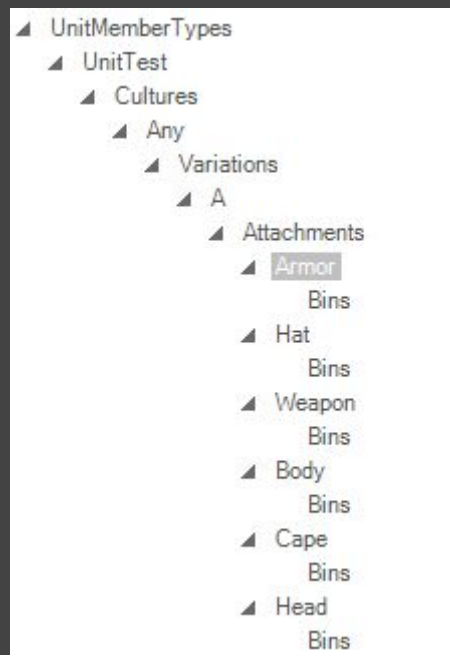 UnitMemberTypes
UnitTest
Cultures
Any
Variations
A
Attachments
Armor
Bins
Hat
Bins
Weapon
Bins
Body
Bins
Cape
Bins
Head
Bins